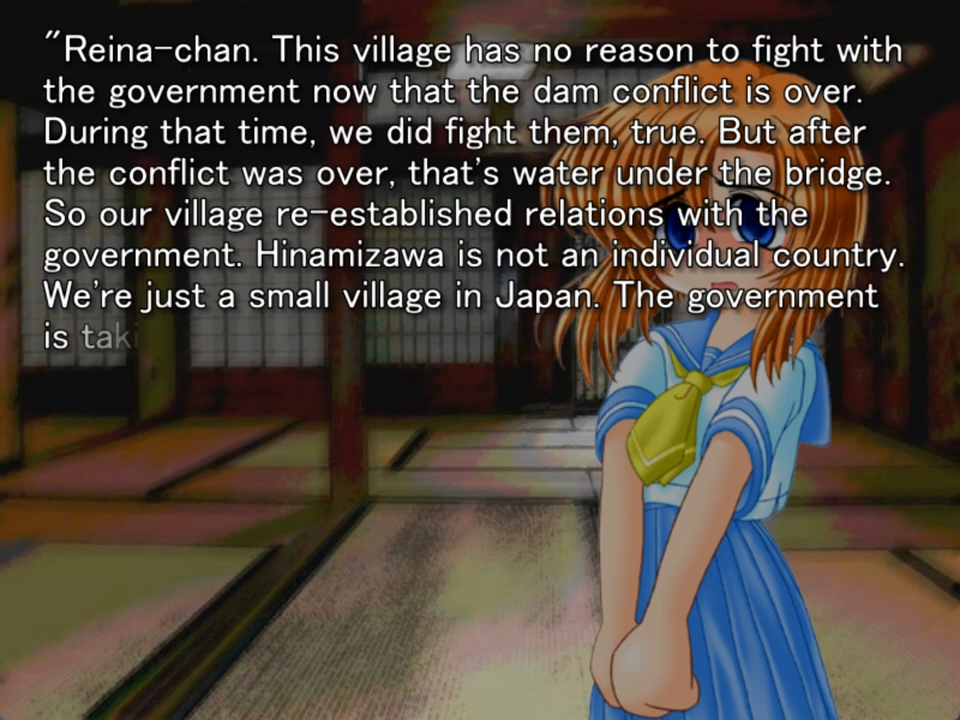 "Reina-chan. This village has no reason to fight with
the government now that the dam conflict is over.
During that time, we did fight them, true. But after
the conflict was over, that's water under the bridge.
So our village re-established relations with the
government. Hinamizawa is not an individual country.
We're just a small village in Japan. The government
is taki